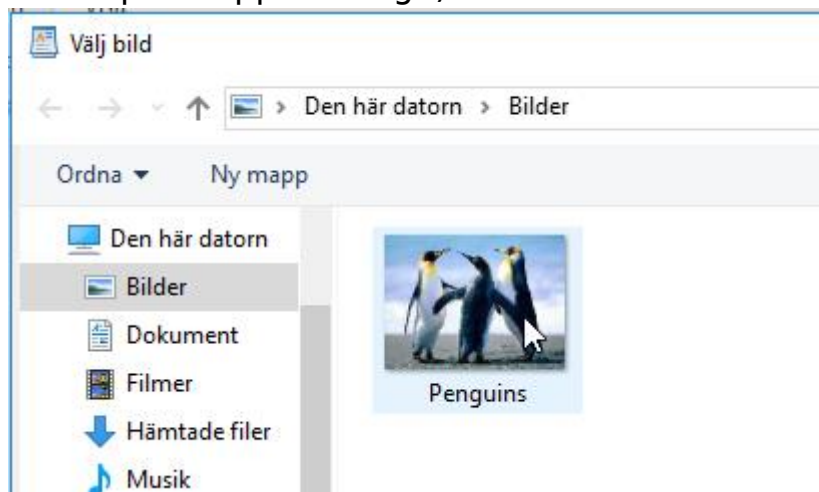 Välj bild
Den här datorn > Bilder
Ordna Ny mapp
Den här datorn
Bilder
Dokument
Filmer
Hämtade filer
Musik
Penguins